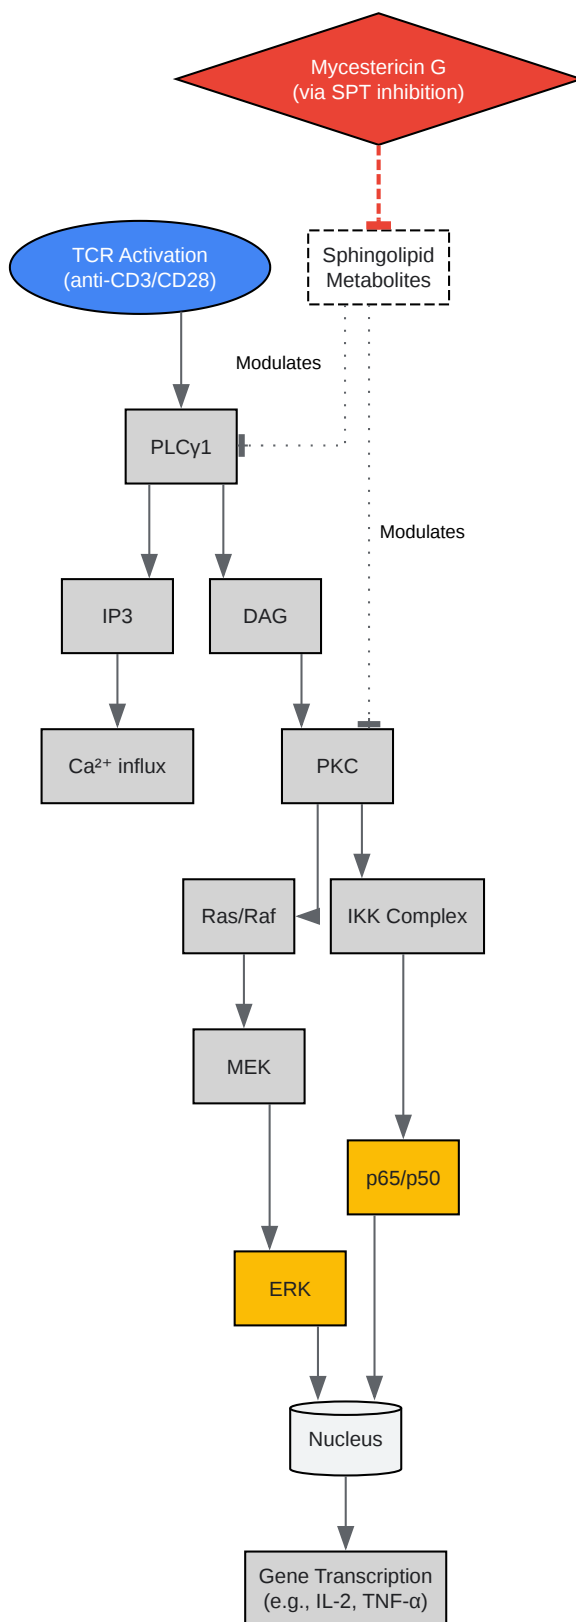 Mycestericin G
(via SPT inhibition)
TCR Activation
(anti-CD3/CD28)
Sphingolipid
Metabolites
Modulates
PLCγ1
Modulates
IP3
DAG
Ca²⁺ influx
PKC
Ras/Raf
IKK Complex
MEK
p65/p50
ERK
Nucleus
Gene Transcription
(e.g., IL-2, TNF-α)